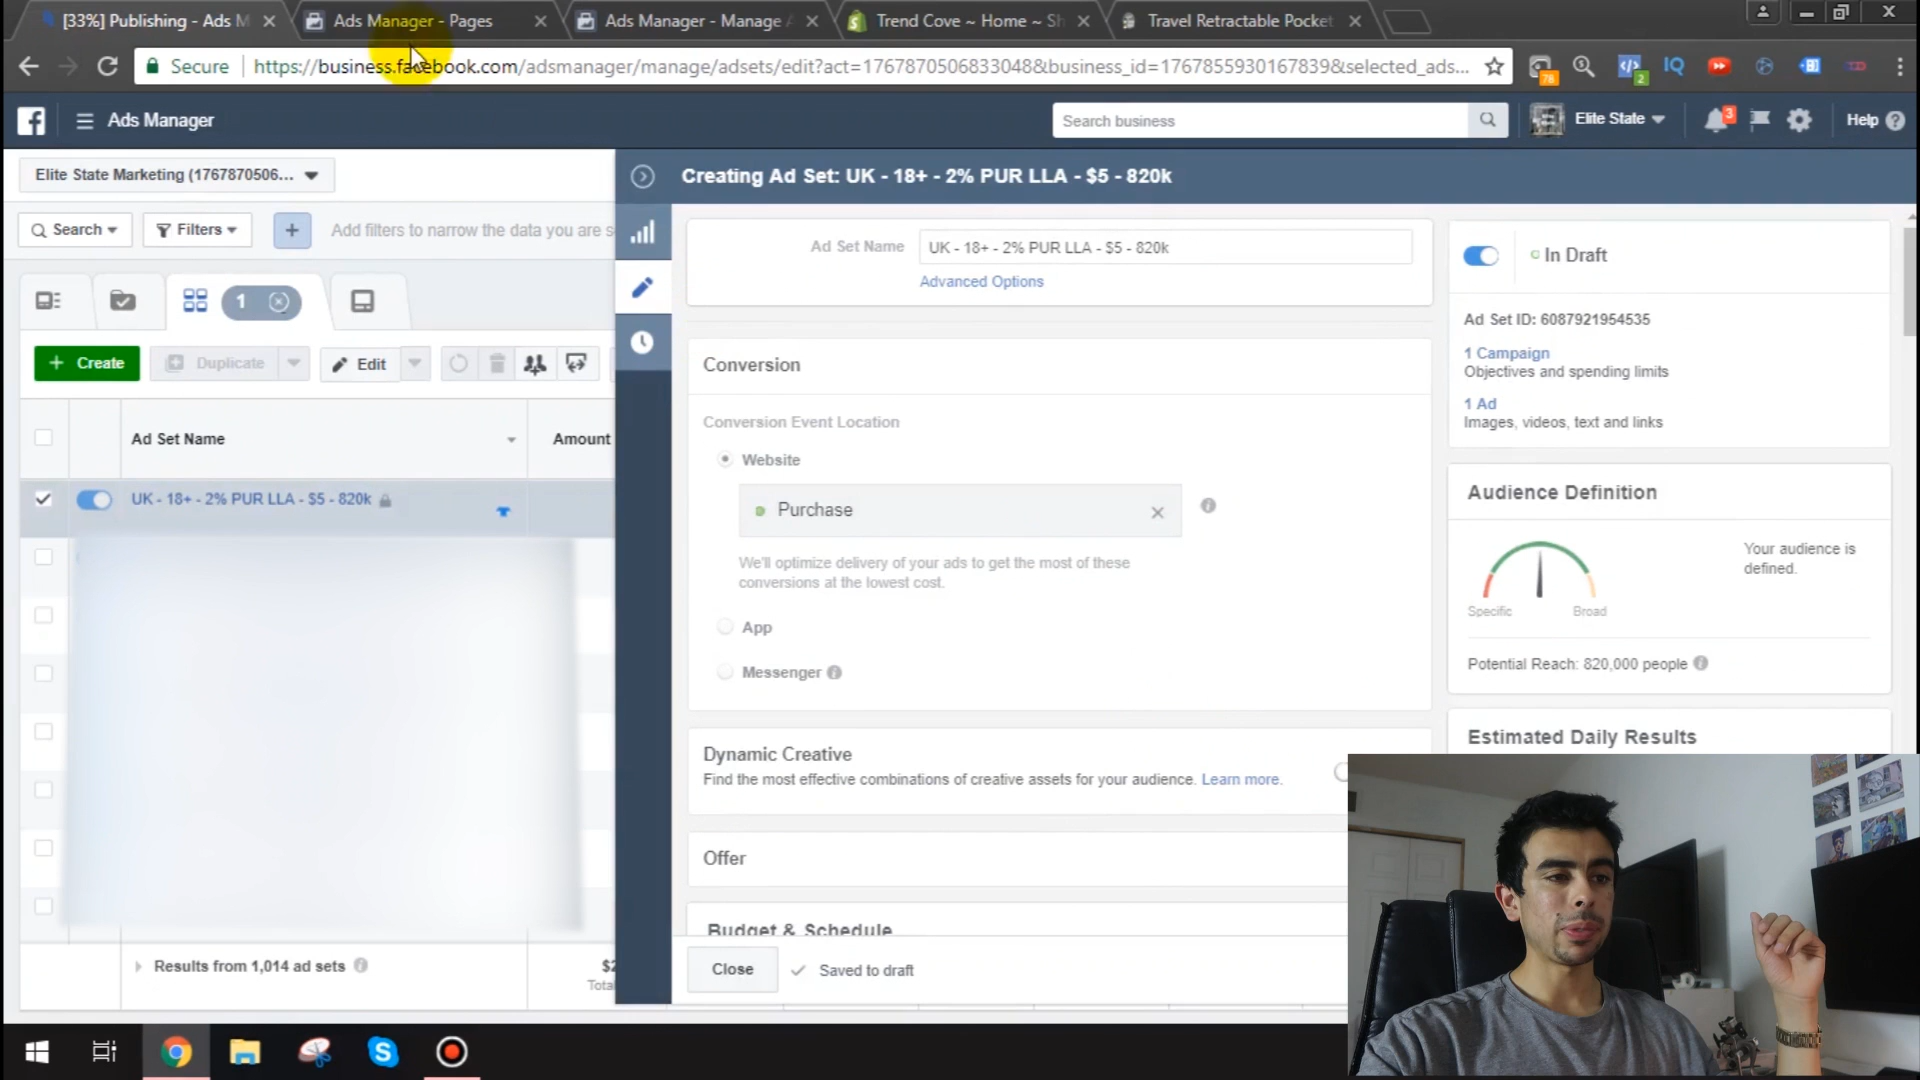 [33%] Publishing - Ads M
Ads Manager - Pages
Ads Manager - Manage A
Trend Cove ~ Home ~ Sh
Travel Retractable Pocket
Secure
https://business.facebook.com/adsmanager/manage/adsets/edit?act=1767870506833048&business_id=1767855930167839&selected_ads...
78
2
IQ
Ads Manager
Search business
Elite State
3
Help
Elite State Marketing (1767870506...
Creating Ad Set: UK - 18+ - 2% PUR LLA - $5 - 820k
Search
Filters
+
Add filters to narrow the data you are s
Ad Set Name
UK - 18+ - 2% PUR LLA - $5 - 820k
Advanced Options
In Draft
1
Ad Set ID: 6087921954535
1 Campaign
Objectives and spending limits
1 Ad
Images, videos, text and links
+ Create
Duplicate
Edit
Conversion
Conversion Event Location
Website
Purchase
We'll optimize delivery of your ads to get the most of these
conversions at the lowest cost.
App
Messenger
Ad Set Name
Amount
UK - 18+ - 2% PUR LLA - $5 - 820k
Audience Definition
Your audience is
defined.
Specific
Broad
Potential Reach: 820,000 people
Estimated Daily Results
Dynamic Creative
Find the most effective combinations of creative assets for your audience. Learn more.
Offer
Budget & Schedule
Results from 1,014 ad sets
$2
Tota
Close
Saved to draft